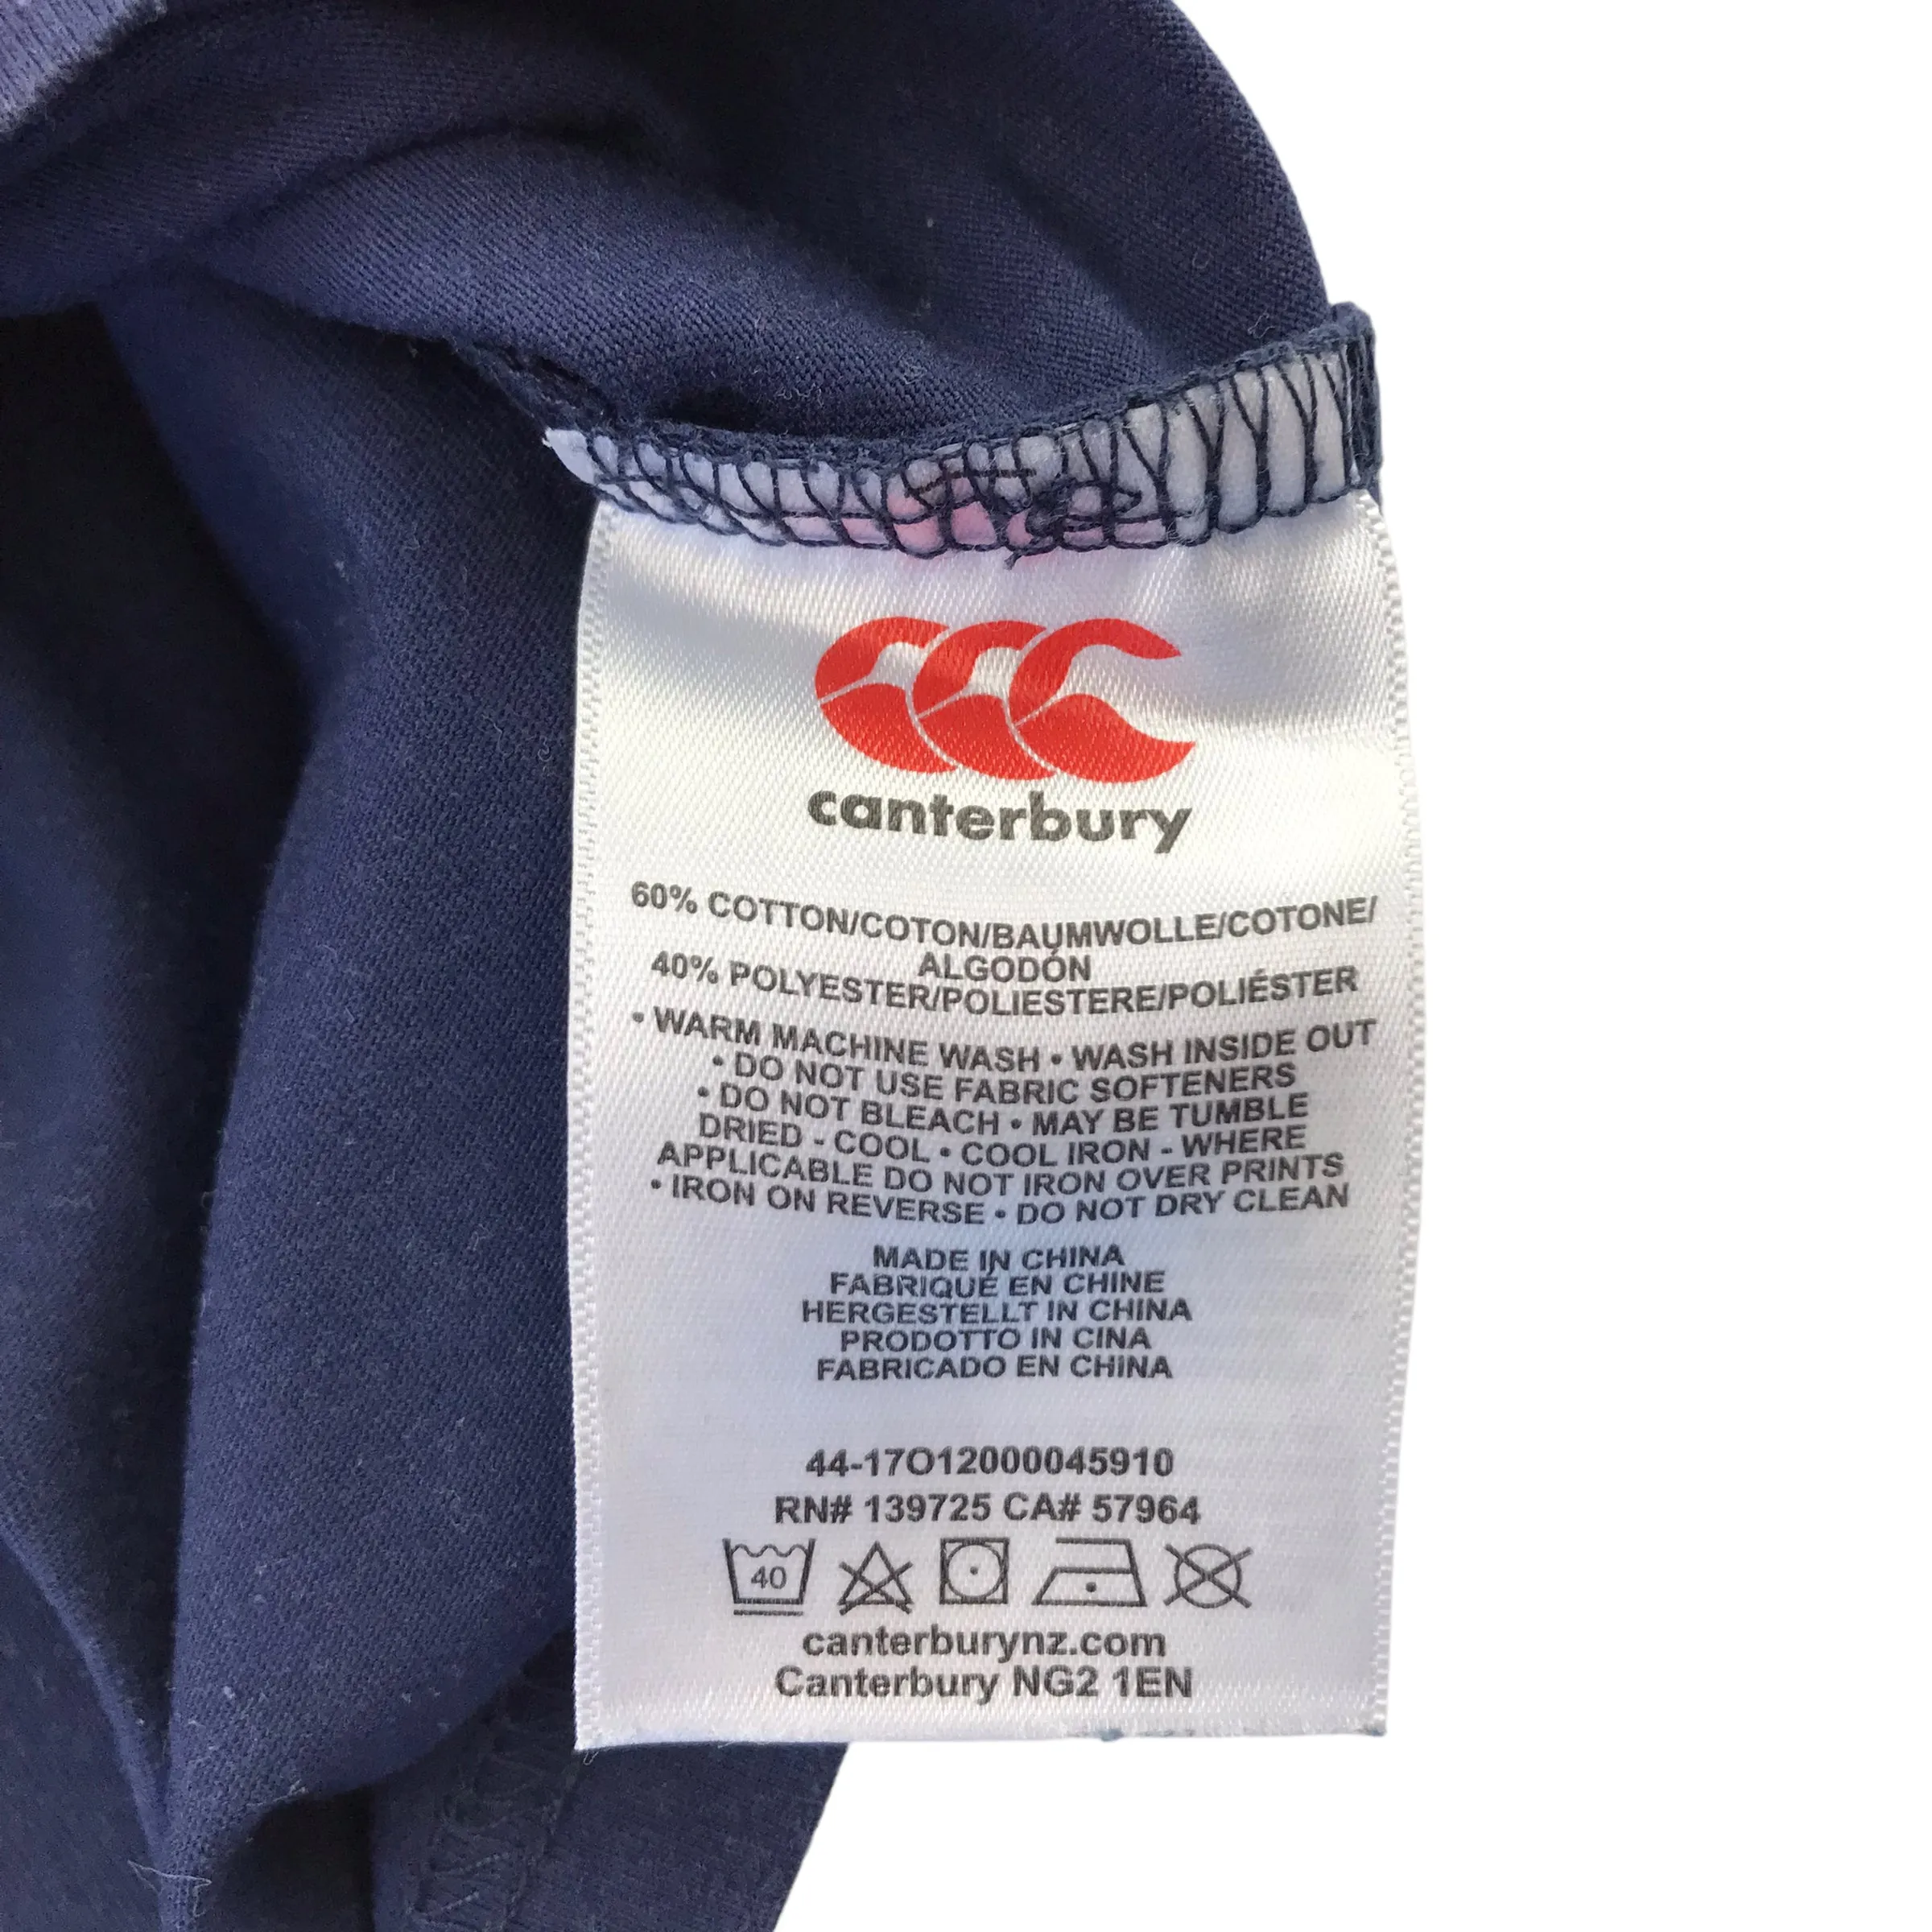 canterbury
60% COTTON/COTON/BAUMWOLLE/COTONE/
ALGODÓN
40% POLYESTER/POLIESTERE/POLIÉSTER
• WARM MACHINE WASH • WASH INSIDE OUT
• DO NOT USE FABRIC SOFTENERS
• DO NOT BLEACH • MAY BE TUMBLE
DRIED - COOL • COOL IRON - WHERE
APPLICABLE DO NOT IRON OVER PRINTS
• IRON ON REVERSE • DO NOT DRY CLEAN
MADE IN CHINA
FABRIQUÉ EN CHINE
HERGESTELLT IN CHINA
PRODOTTO IN CINA
FABRICADO EN CHINA
44-17O12000045910
RN# 139725 CA# 57964
40
canterburynz.com
Canterbury NG2 1EN